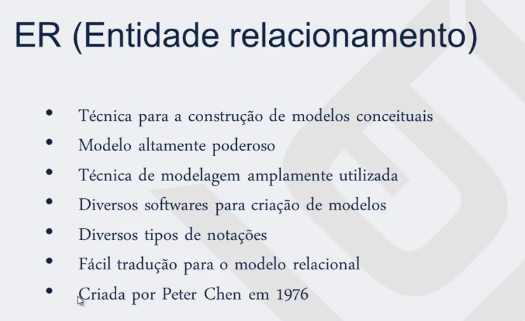 ER (Entidade relacionamento)
• Técnica para a construção de modelos conceituais
• Modelo altamente poderoso
• Técnica de modelagem amplamente utilizada
• Diversos softwares para criação de modelos
• Diversos tipos de notações
• Fácil tradução para o modelo relacional
• Criada por Peter Chen em 1976